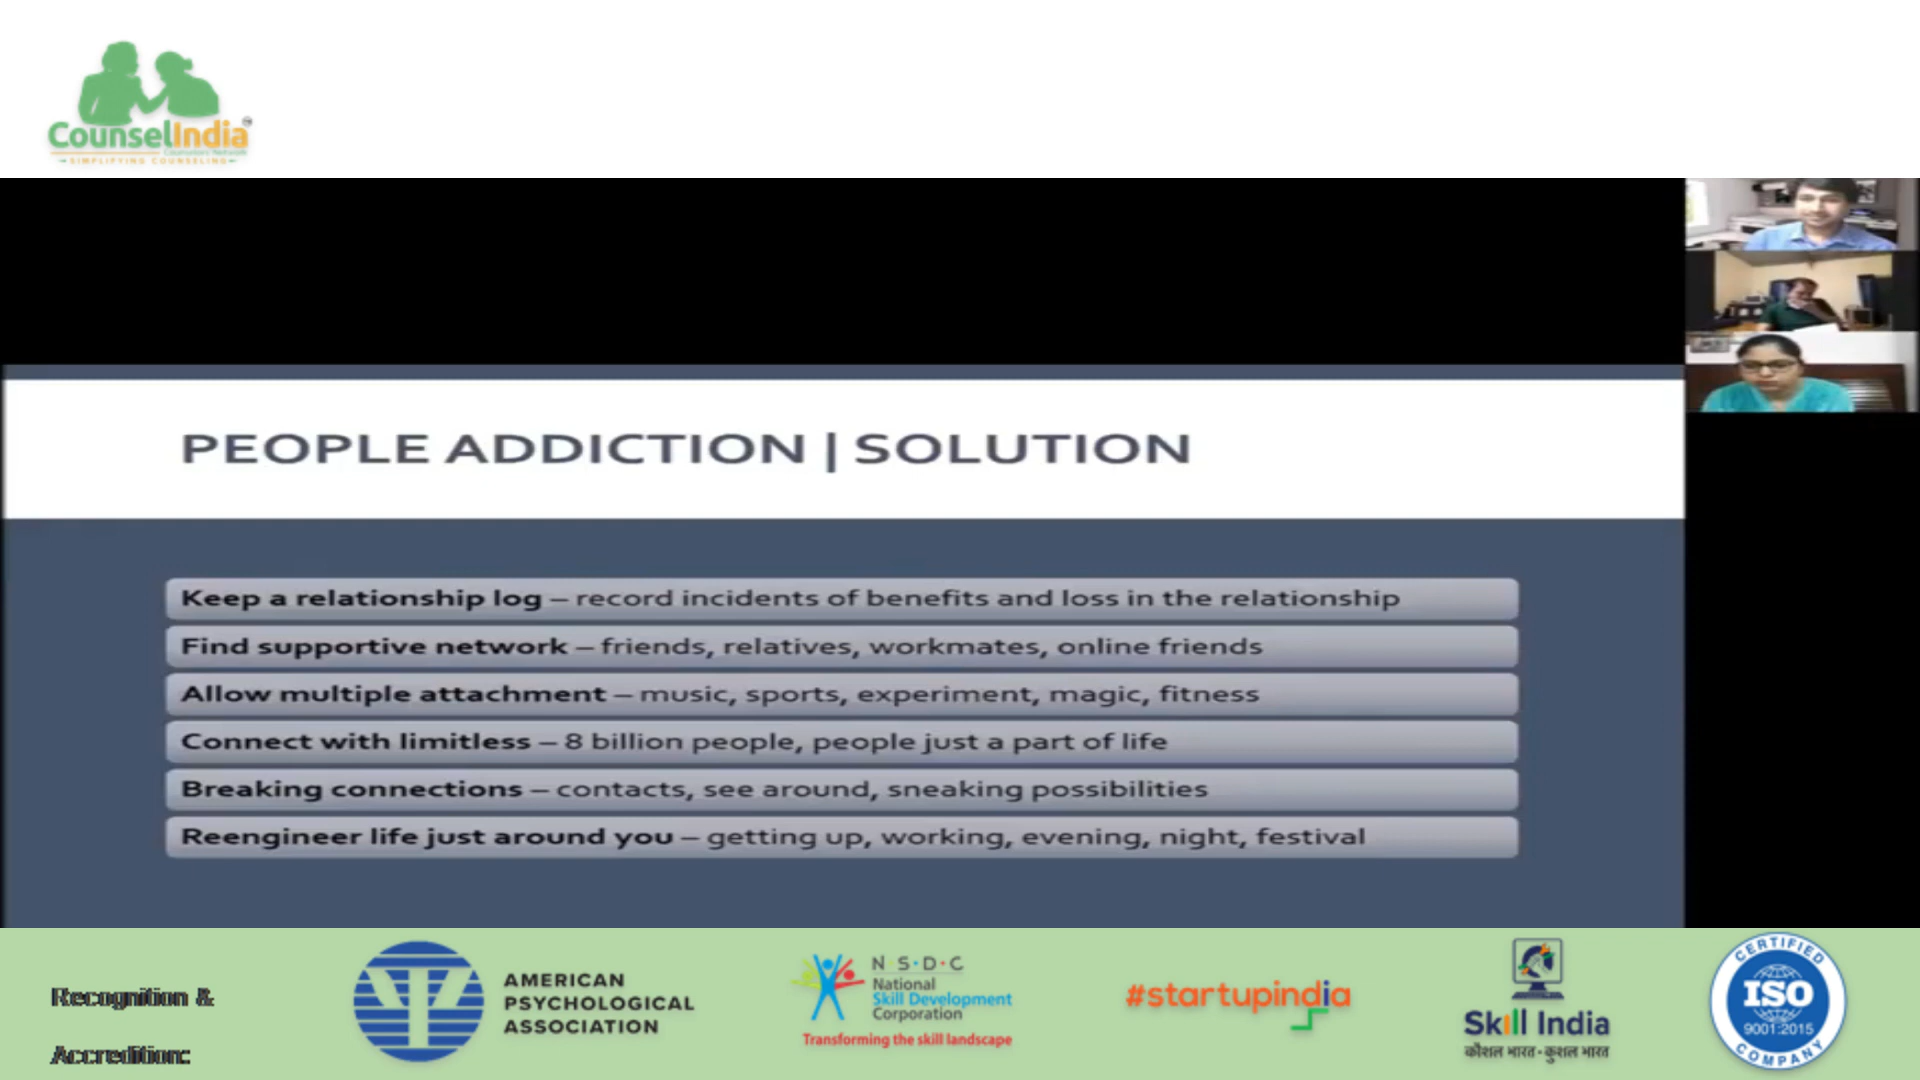 CounselIndia
Counselors Network
SIMPLIFYING COUNSELING
PEOPLE ADDICTION | SOLUTION
Keep a relationship log – record incidents of benefits and loss in the relationship
Find supportive network – friends, relatives, workmates, online friends
Allow multiple attachment – music, sports, experiment, magic, fitness
Connect with limitless – 8 billion people, people just a part of life
Breaking connections – contacts, see around, sneaking possibilities
Reengineer life just around you – getting up, working, evening, night, festival
Recognition &
Accredition:
AMERICAN
PSYCHOLOGICAL
ASSOCIATION
N·S·D·C
National
Skill Development
Corporation
Transforming the skill landscape
#startupindia
Skill India
कौशल भारत - कुशल भारत
CERTIFIED
ISO
9001:2015
COMPANY